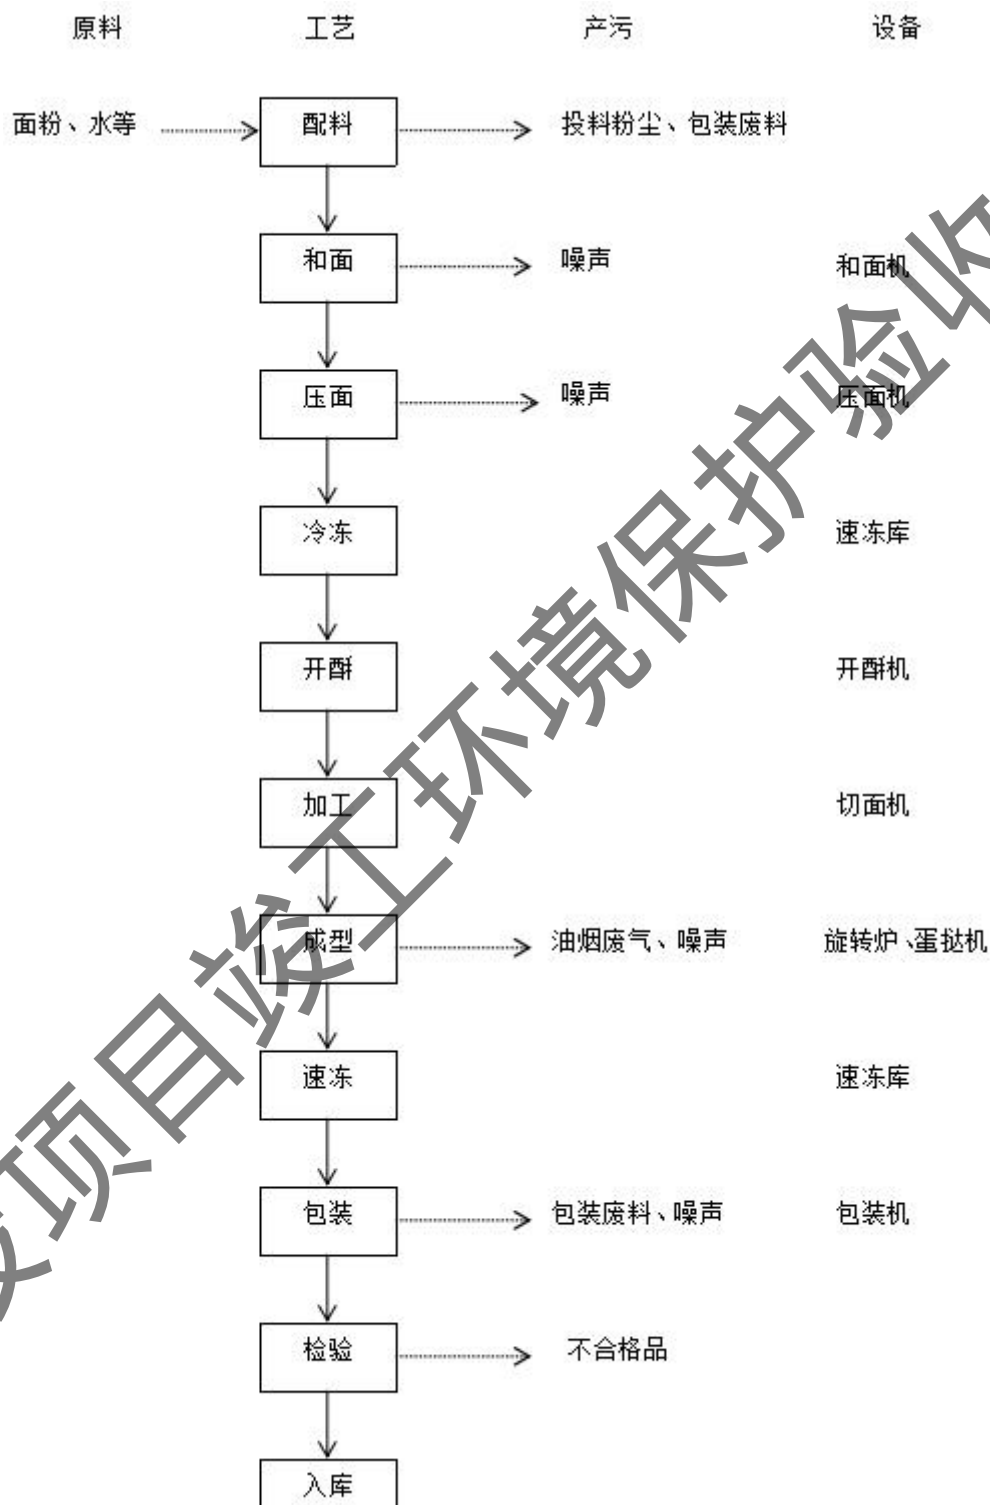 原料 工艺 产污 设备
面粉、水等 配料 投料粉尘、包装废料
和面 噪声 和面机
压面 噪声 压面机
冷冻 速冻库
开酥 开酥机
加工 切面机
成型 油烟废气、噪声 旋转炉、蛋挞机
速冻 速冻库
包装 包装废料、噪声 包装机
检验 不合格品
入库
项目竣工环境保护验收